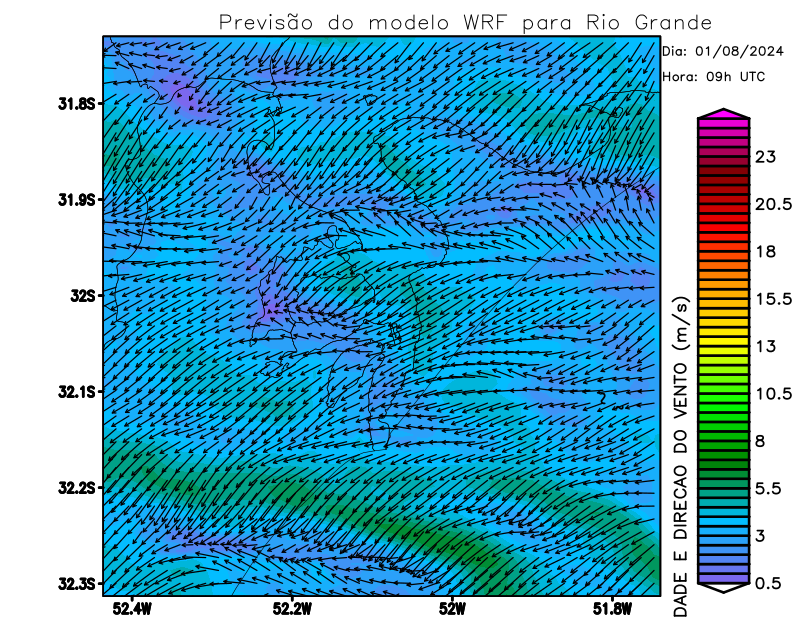 Previsão do modelo WRF para Rio Grande
Dia: 01/08/2024
Hora: 09h UTC
31.8S
31.9S
32S
32.1S
32.2S
32.3S
52.4W
52.2W
52W
51.8W
23
20.5
18
15.5
13
10.5
8
5.5
3
0.5
DADE E DIRECAO DO VENTO (m/s)